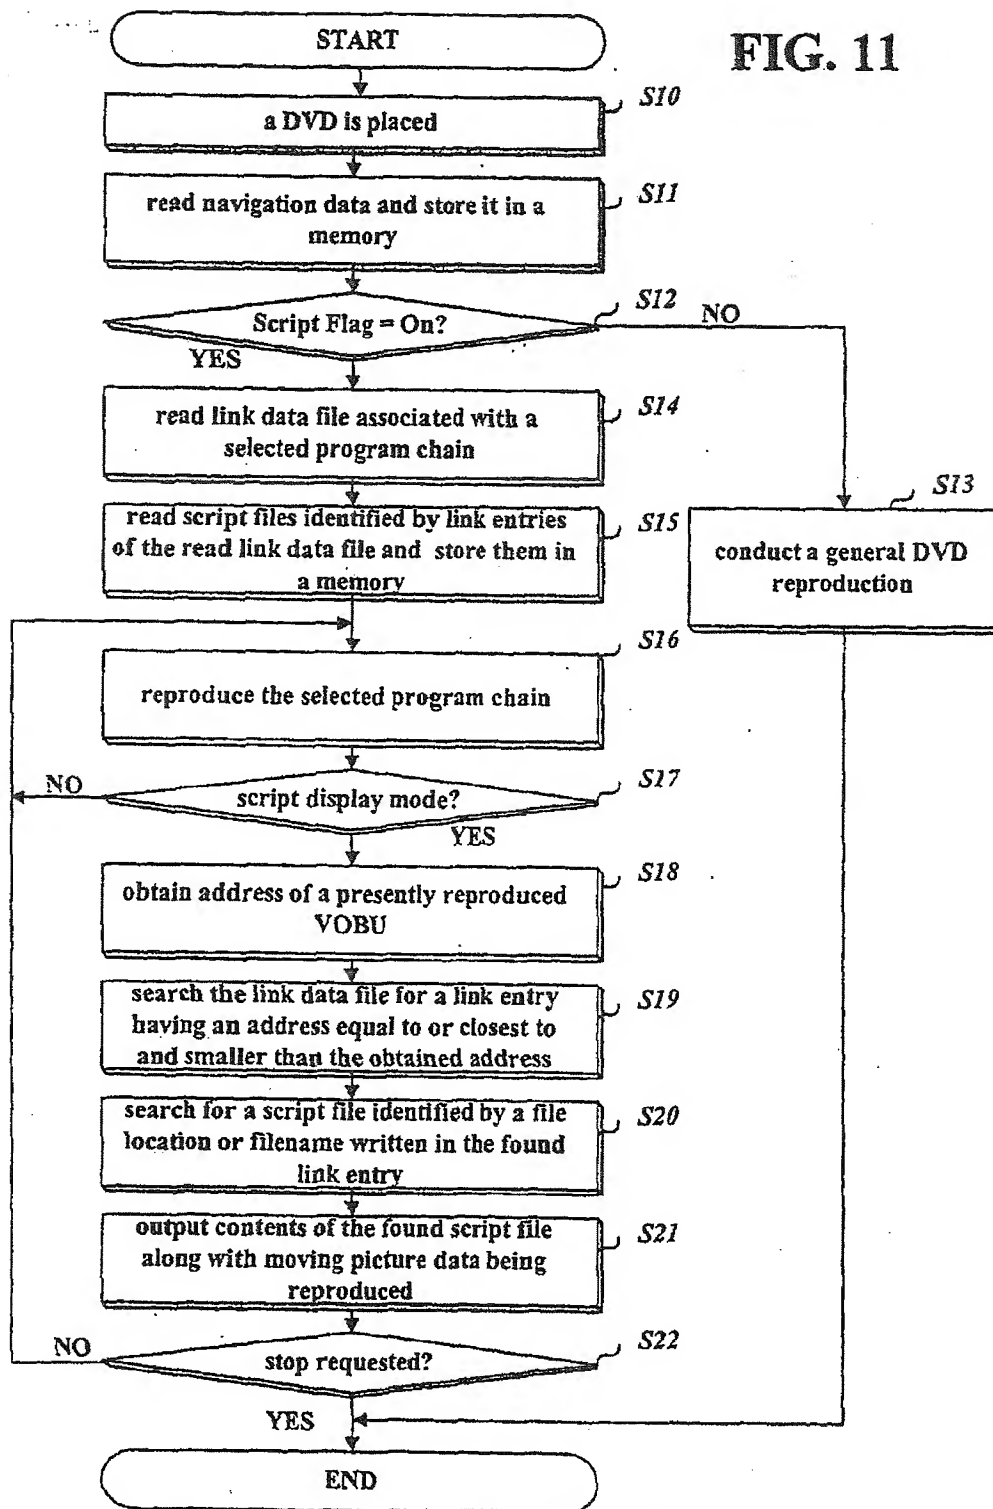 FIG. 11
START
S10
a DVD is placed
S11
read navigation data and store it in a
memory
S12
Script Flag = On?
NO
YES
S14
read link data file associated with a
selected program chain
S13
conduct a general DVD
reproduction
S15
read script files identified by link entries
of the read link data file and store them in
a memory
S16
reproduce the selected program chain
S17
script display mode?
NO
YES
S18
obtain address of a presently reproduced
VOBU
S19
search the link data file for a link entry
having an address equal to or closest to
and smaller than the obtained address
S20
search for a script file identified by a file
location or filename written in the found
link entry
S21
output contents of the found script file
along with moving picture data being
reproduced
S22
stop requested?
NO
YES
END